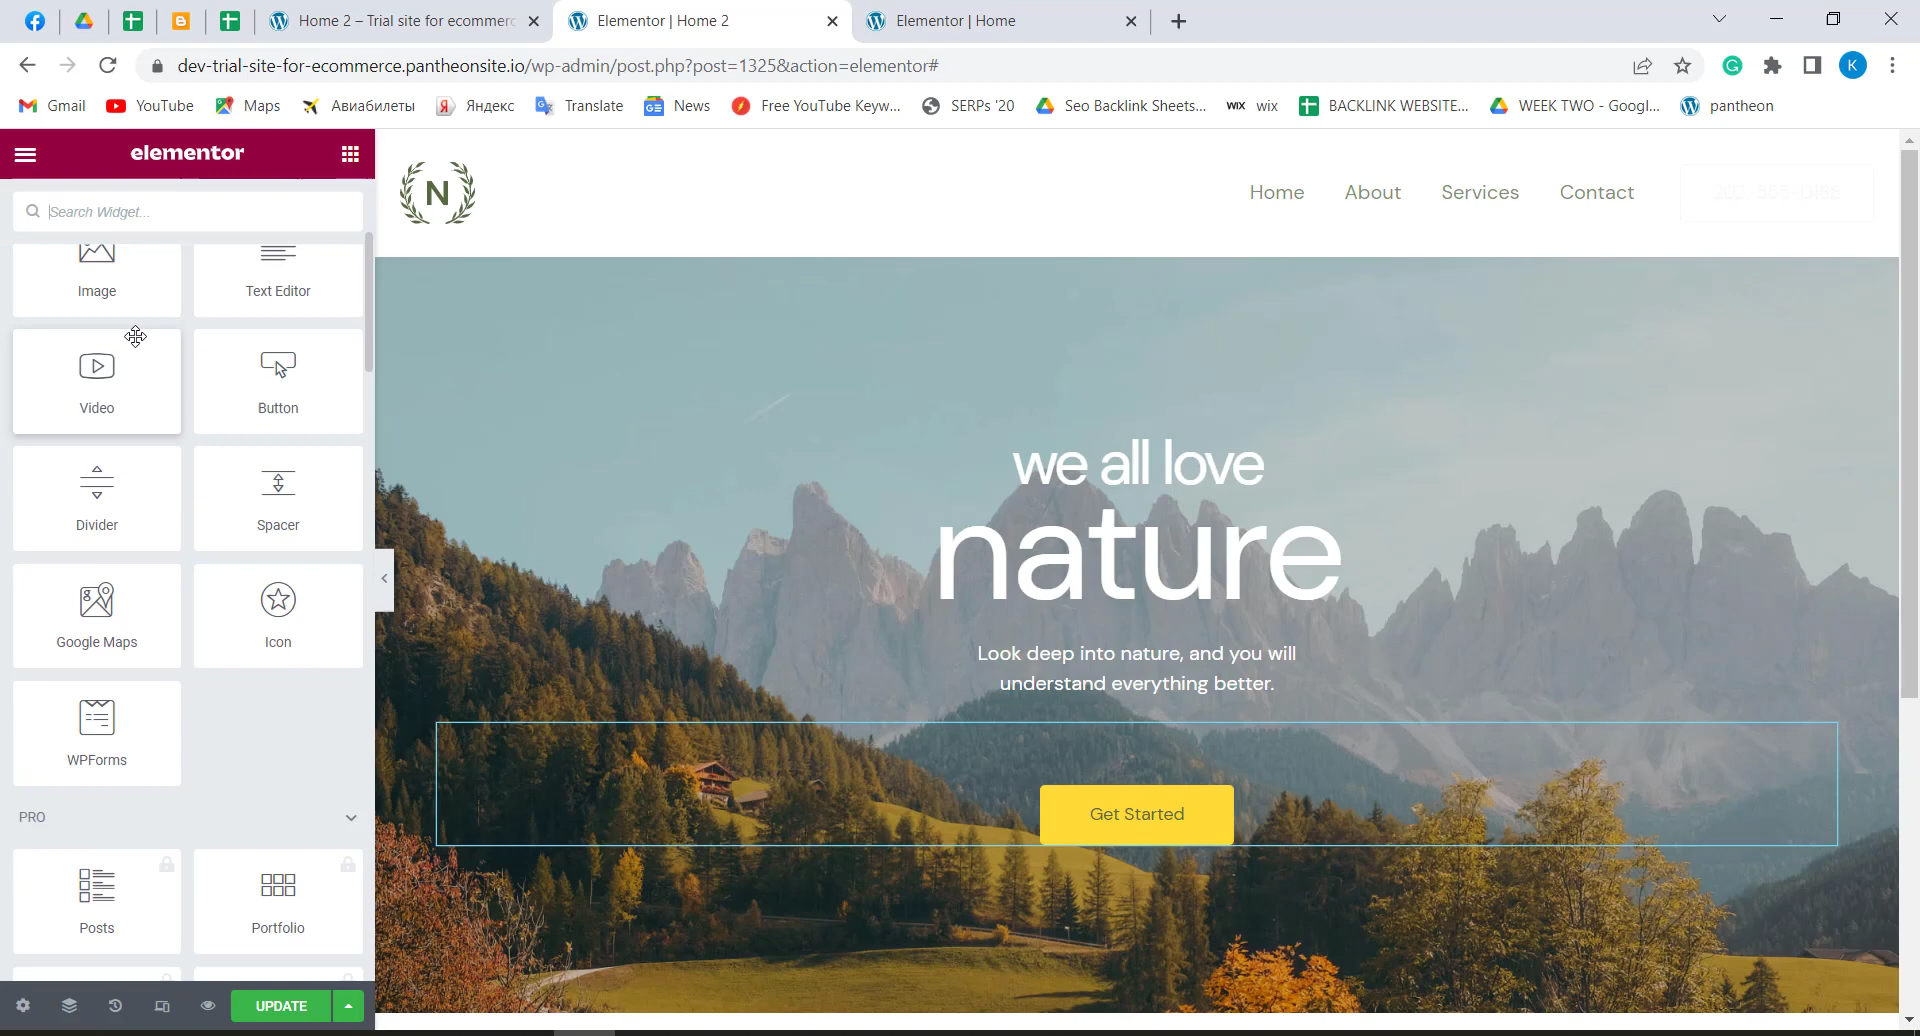 Home 2 – Trial site for ecommerc
Elementor | Home 2
Elementor | Home
dev-trial-site-for-ecommerce.pantheonsite.io/wp-admin/post.php?post=1325&action=elementor#
K
Gmail
YouTube
Maps
Авиабилеты
Яндекс
Translate
News
Free YouTube Keyw...
SERPs '20
Seo Backlink Sheets...
WIX wix
BACKLINK WEBSITE...
WEEK TWO - Googl...
pantheon
elementor
Search Widget...
Image
Text Editor
Video
Button
Divider
Spacer
Google Maps
Icon
WPForms
PRO
Posts
Portfolio
UPDATE
N
Home
About
Services
Contact
we all love
nature
Look deep into nature, and you will
understand everything better.
Get Started